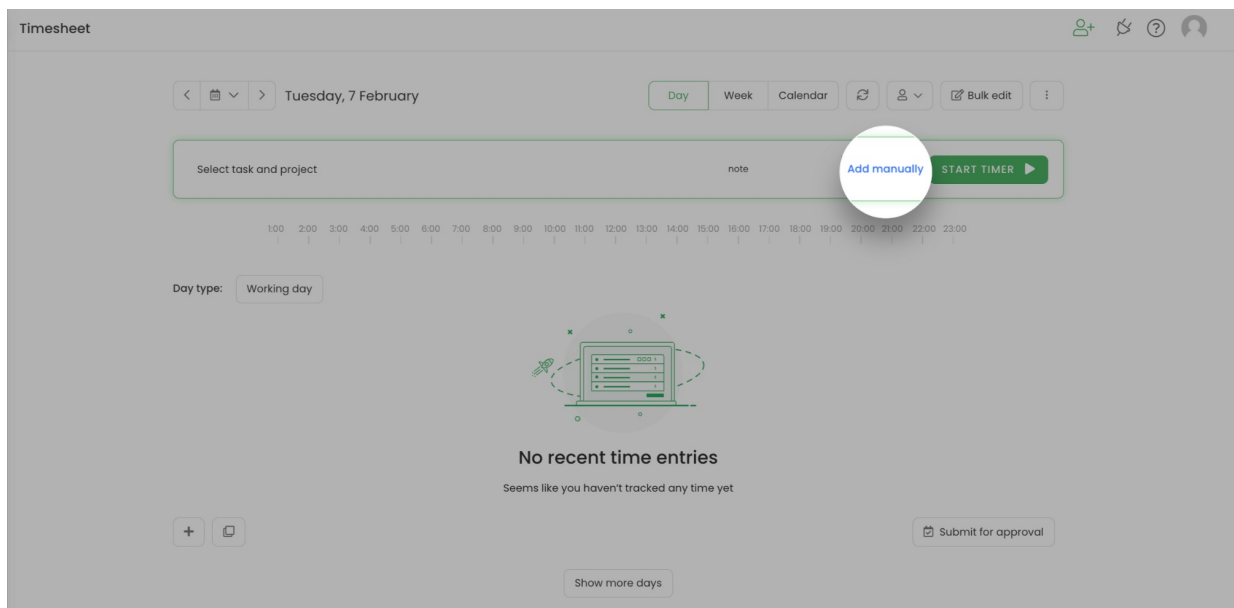 Timesheet
Tuesday, 7 February
Day Week Calendar Bulk edit
Select task and project note Add manually START TIMER
1:00 2:00 3:00 4:00 5:00 6:00 7:00 8:00 9:00 10:00 11:00 12:00 13:00 14:00 15:00 16:00 17:00 18:00 19:00 20:00 21:00 22:00 23:00
Day type: Working day
No recent time entries
Seems like you haven't tracked any time yet
Submit for approval
Show more days